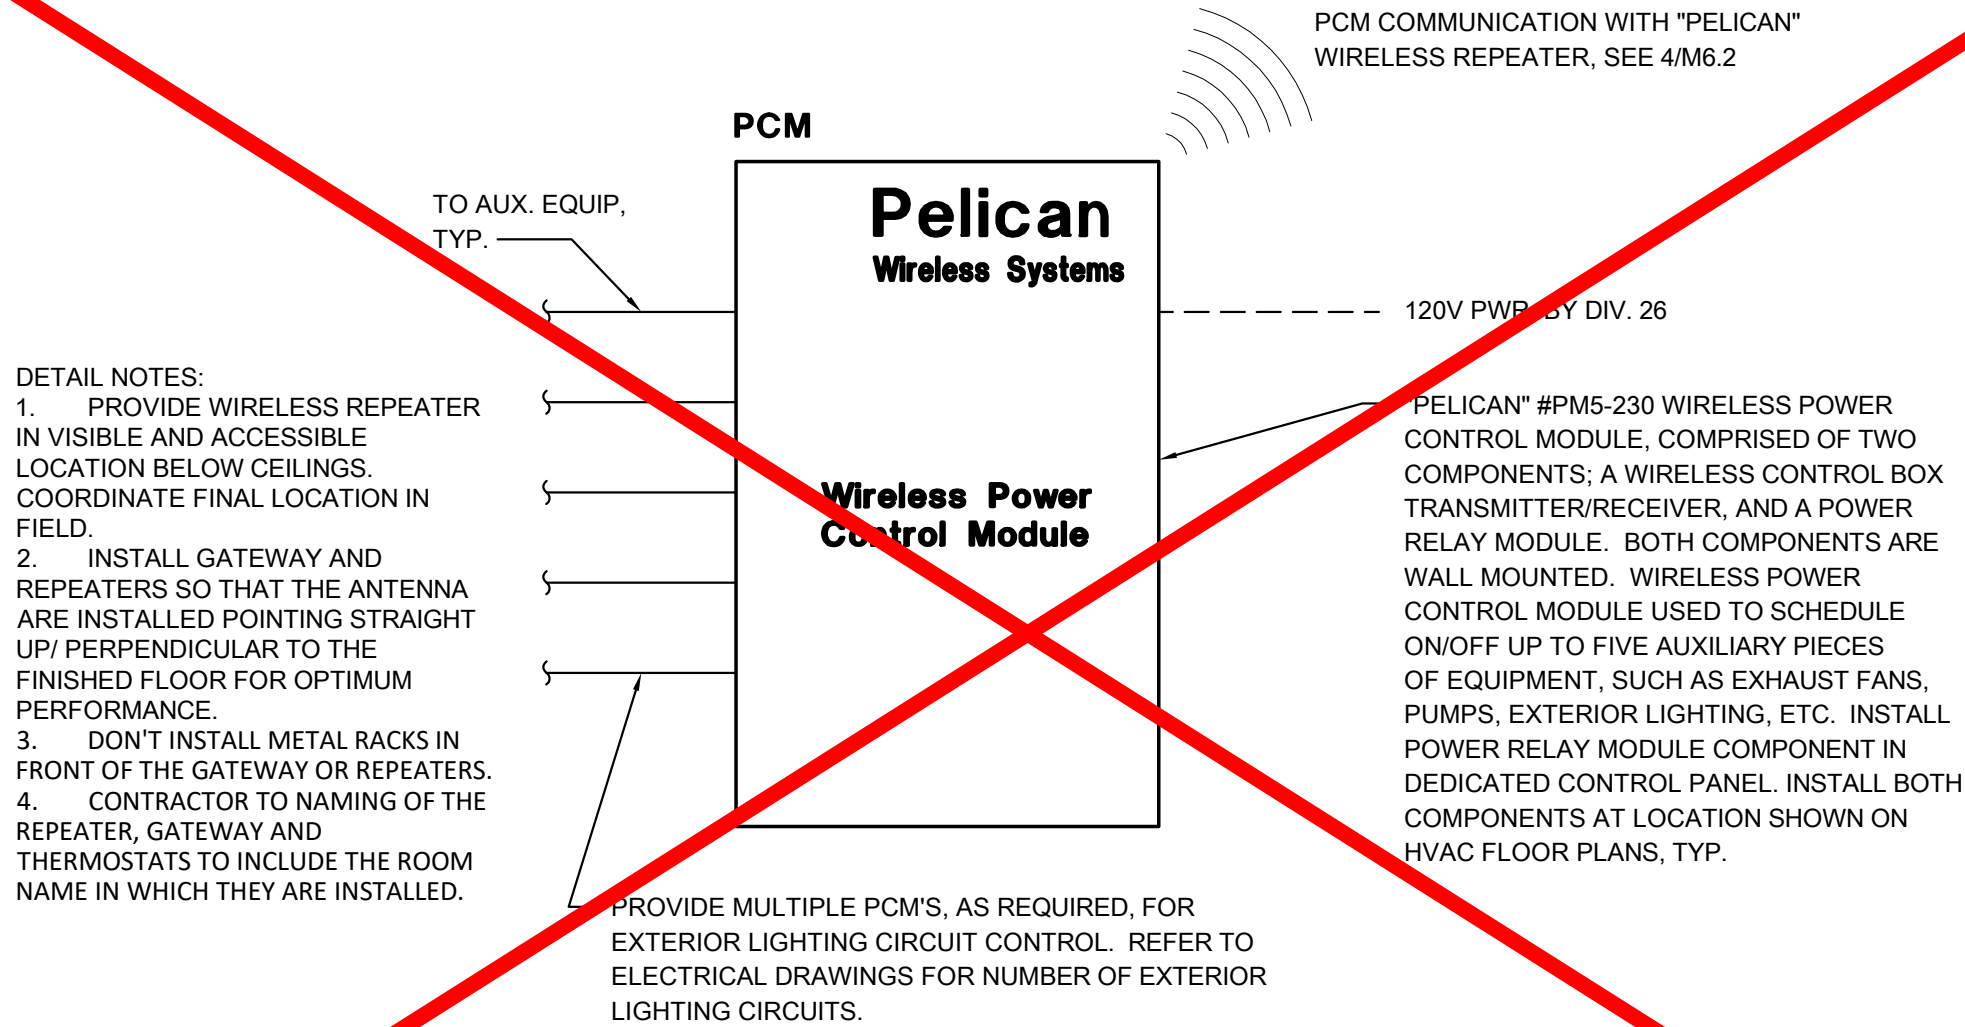 PCM COMMUNICATION WITH "PELICAN"
WIRELESS REPEATER, SEE 4/M6.2
PCM
TO AUX. EQUIP,
TYP.
Pelican
Wireless Systems
120V PWR BY DIV. 26
Wireless Power
Control Module
DETAIL NOTES:
1. PROVIDE WIRELESS REPEATER
IN VISIBLE AND ACCESSIBLE
LOCATION BELOW CEILINGS.
COORDINATE FINAL LOCATION IN
FIELD.
2. INSTALL GATEWAY AND
REPEATERS SO THAT THE ANTENNA
ARE INSTALLED POINTING STRAIGHT
UP/ PERPENDICULAR TO THE
FINISHED FLOOR FOR OPTIMUM
PERFORMANCE.
3. DON'T INSTALL METAL RACKS IN
FRONT OF THE GATEWAY OR REPEATERS.
4. CONTRACTOR TO NAMING OF THE
REPEATER, GATEWAY AND
THERMOSTATS TO INCLUDE THE ROOM
NAME IN WHICH THEY ARE INSTALLED.
"PELICAN" #PM5-230 WIRELESS POWER
CONTROL MODULE, COMPRISED OF TWO
COMPONENTS; A WIRELESS CONTROL BOX
TRANSMITTER/RECEIVER, AND A POWER
RELAY MODULE. BOTH COMPONENTS ARE
WALL MOUNTED. WIRELESS POWER
CONTROL MODULE USED TO SCHEDULE
ON/OFF UP TO FIVE AUXILIARY PIECES
OF EQUIPMENT, SUCH AS EXHAUST FANS,
PUMPS, EXTERIOR LIGHTING, ETC. INSTALL
POWER RELAY MODULE COMPONENT IN
DEDICATED CONTROL PANEL. INSTALL BOTH
COMPONENTS AT LOCATION SHOWN ON
HVAC FLOOR PLANS, TYP.
PROVIDE MULTIPLE PCM'S, AS REQUIRED, FOR
EXTERIOR LIGHTING CIRCUIT CONTROL. REFER TO
ELECTRICAL DRAWINGS FOR NUMBER OF EXTERIOR
LIGHTING CIRCUITS.